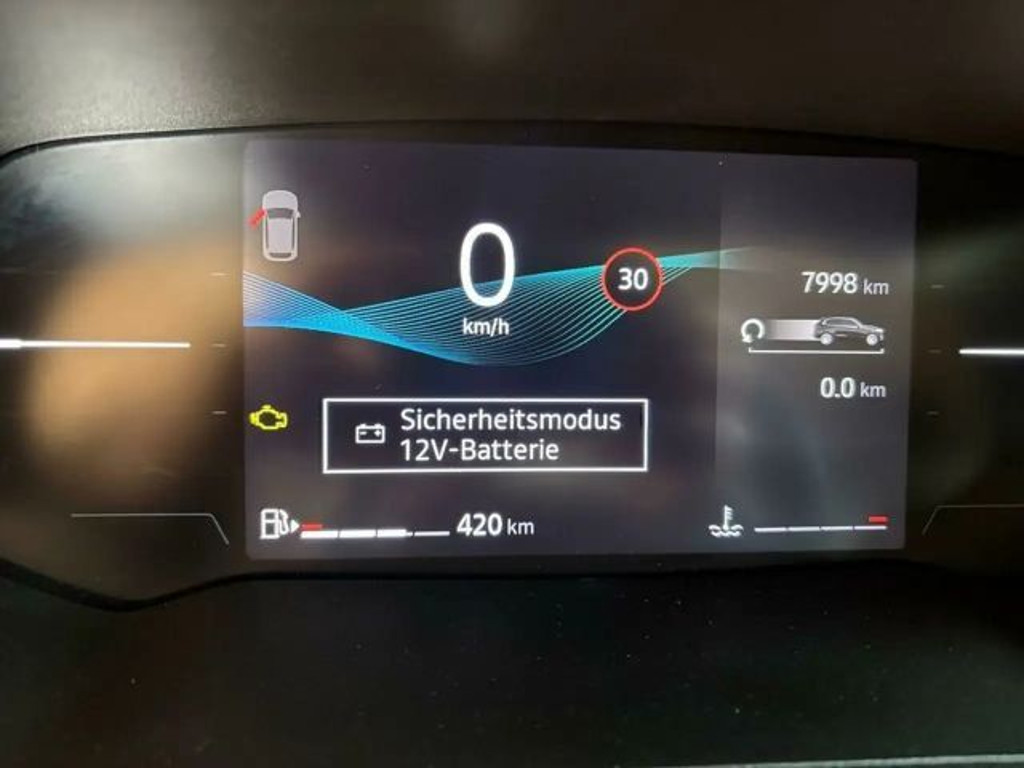 0
km/h
30
7998 km
0.0 km
Sicherheitsmodus
12V-Batterie
420 km